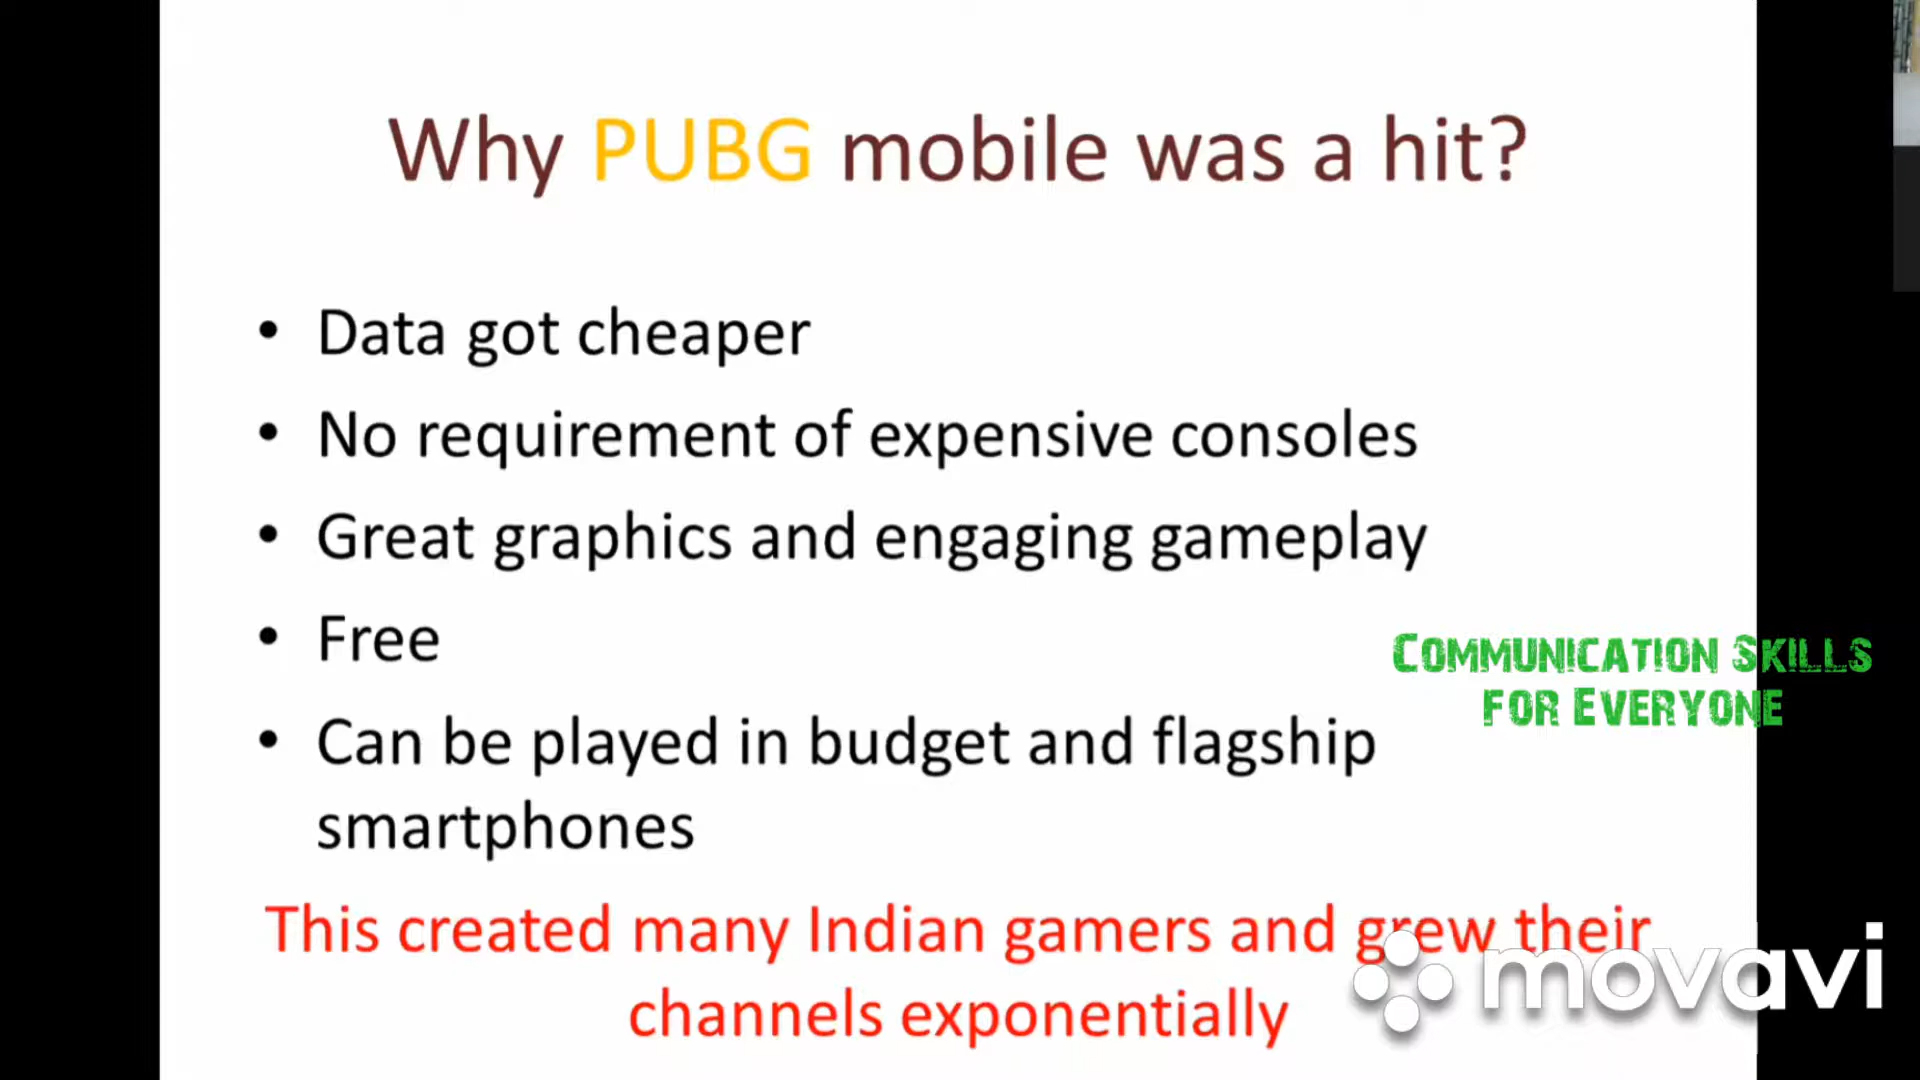 Why PUBG mobile was a hit?
• Data got cheaper
• No requirement of expensive consoles
• Great graphics and engaging gameplay
• Free
COMMUNICATION SKILLS
FOR EVERYONE
• Can be played in budget and flagship
smartphones
This created many Indian gamers and grew their
channels exponentially
movavi